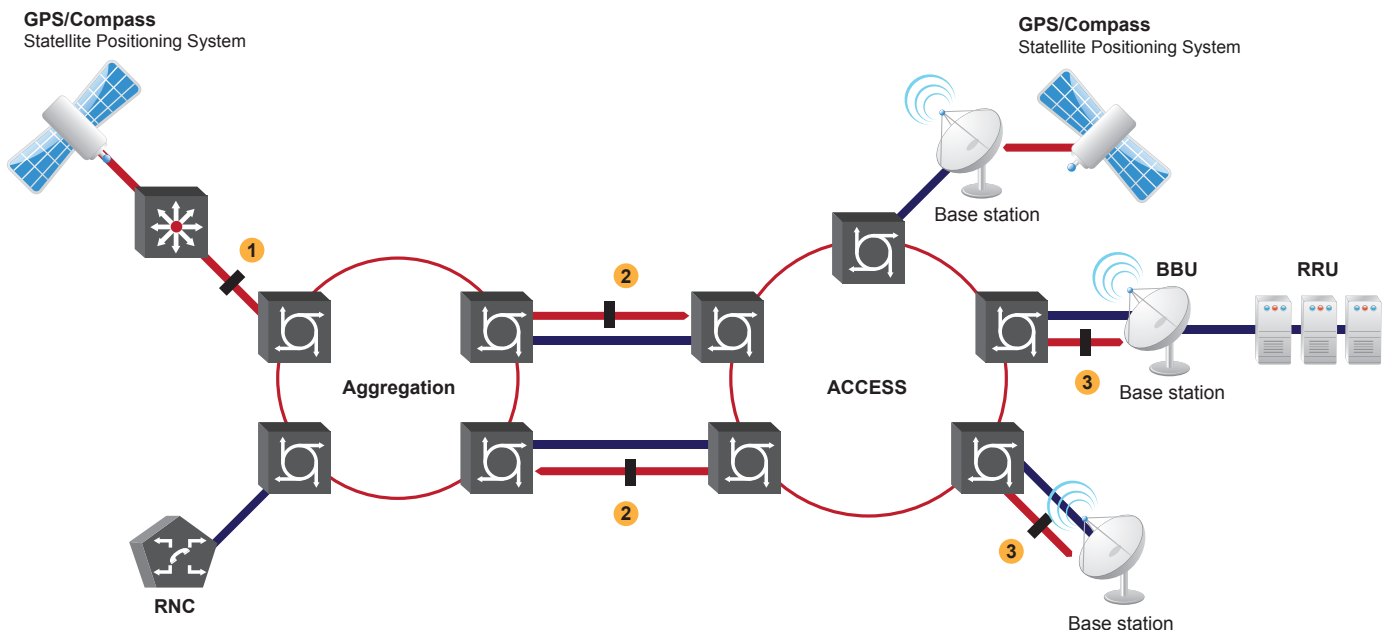 GPS/Compass
Statellite Positioning System
GPS/Compass
Statellite Positioning System
Base station
1
2
BBU
RRU
Aggregation
ACCESS
3
Base station
2
3
RNC
Base station